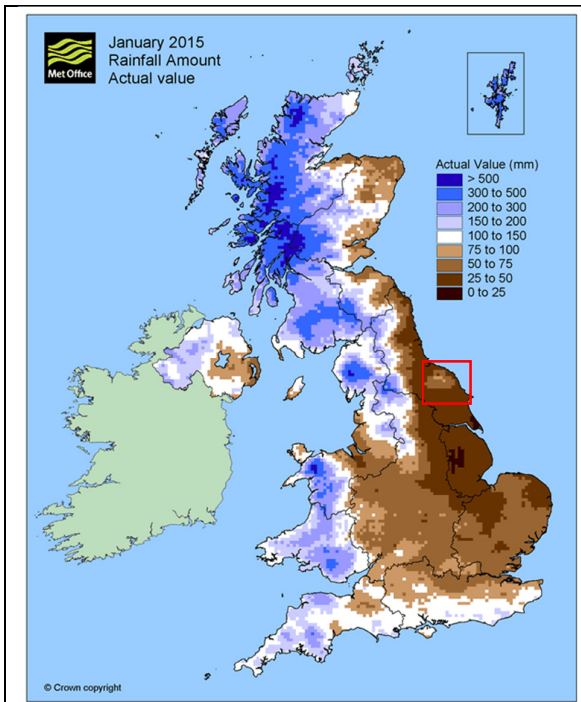 Met Office
January 2015
Rainfall Amount
Actual value
Actual Value (mm)
> 500
300 to 500
200 to 300
150 to 200
100 to 150
75 to 100
50 to 75
25 to 50
0 to 25
© Crown copyright